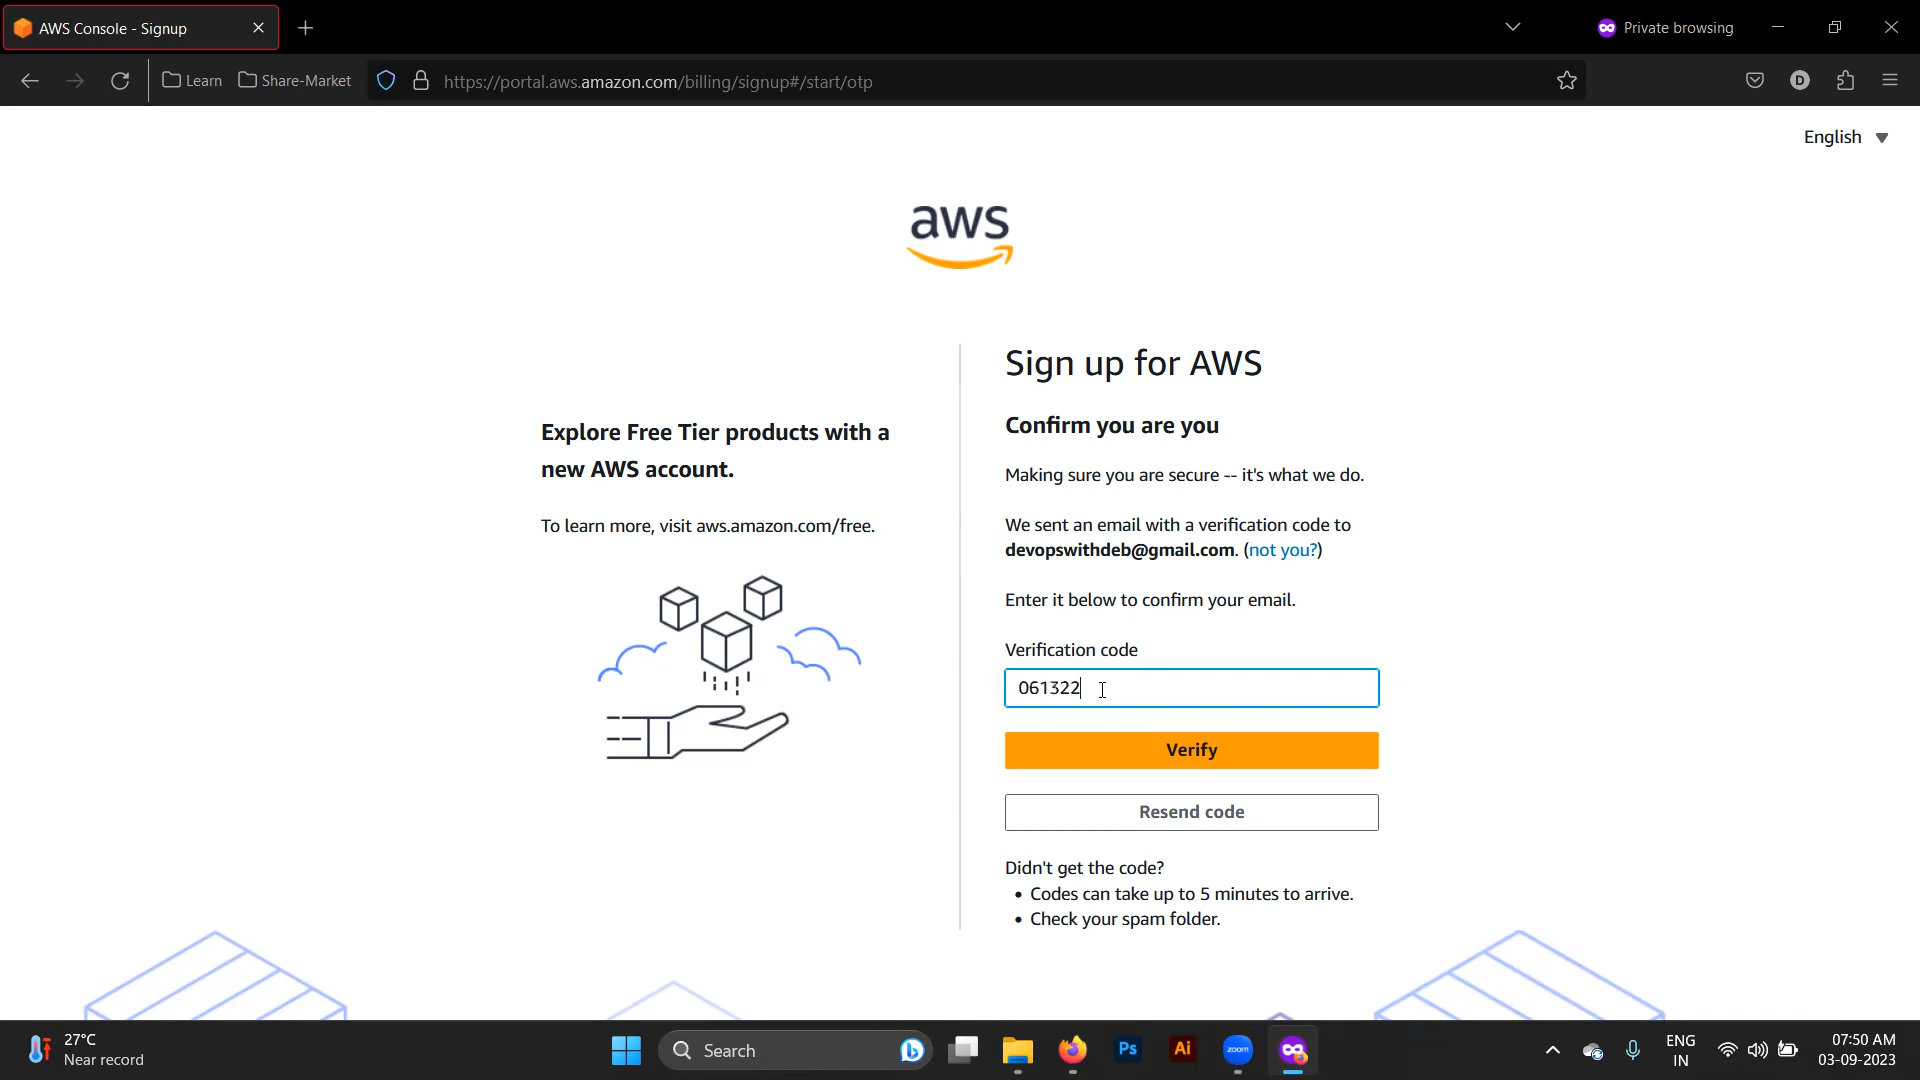 AWS Console - Signup
Private browsing
Learn
Share-Market
https://portal.aws.amazon.com/billing/signup#/start/otp
D
English
aws
Explore Free Tier products with a
new AWS account.
To learn more, visit aws.amazon.com/free.
Sign up for AWS
Confirm you are you
Making sure you are secure -- it's what we do.
We sent an email with a verification code to
devopswithdeb@gmail.com. (not you?)
Enter it below to confirm your email.
Verification code
061322
Verify
Resend code
Didn't get the code?
• Codes can take up to 5 minutes to arrive.
• Check your spam folder.
27°C
Near record
Search
Ps
Ai
zoom
ENG
IN
07:50 AM
03-09-2023